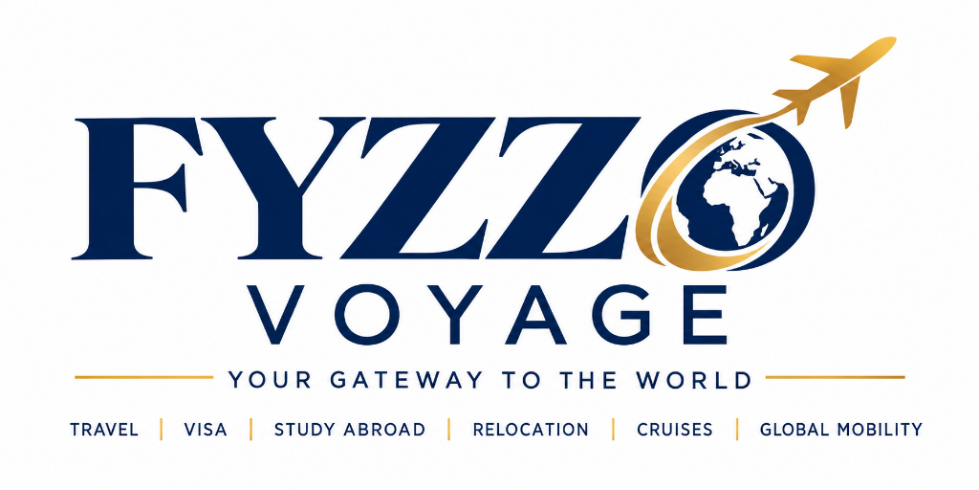 FYZZO
VOYAGE
YOUR GATEWAY TO THE WORLD
TRAVEL | VISA | STUDY ABROAD | RELOCATION | CRUISES | GLOBAL MOBILITY